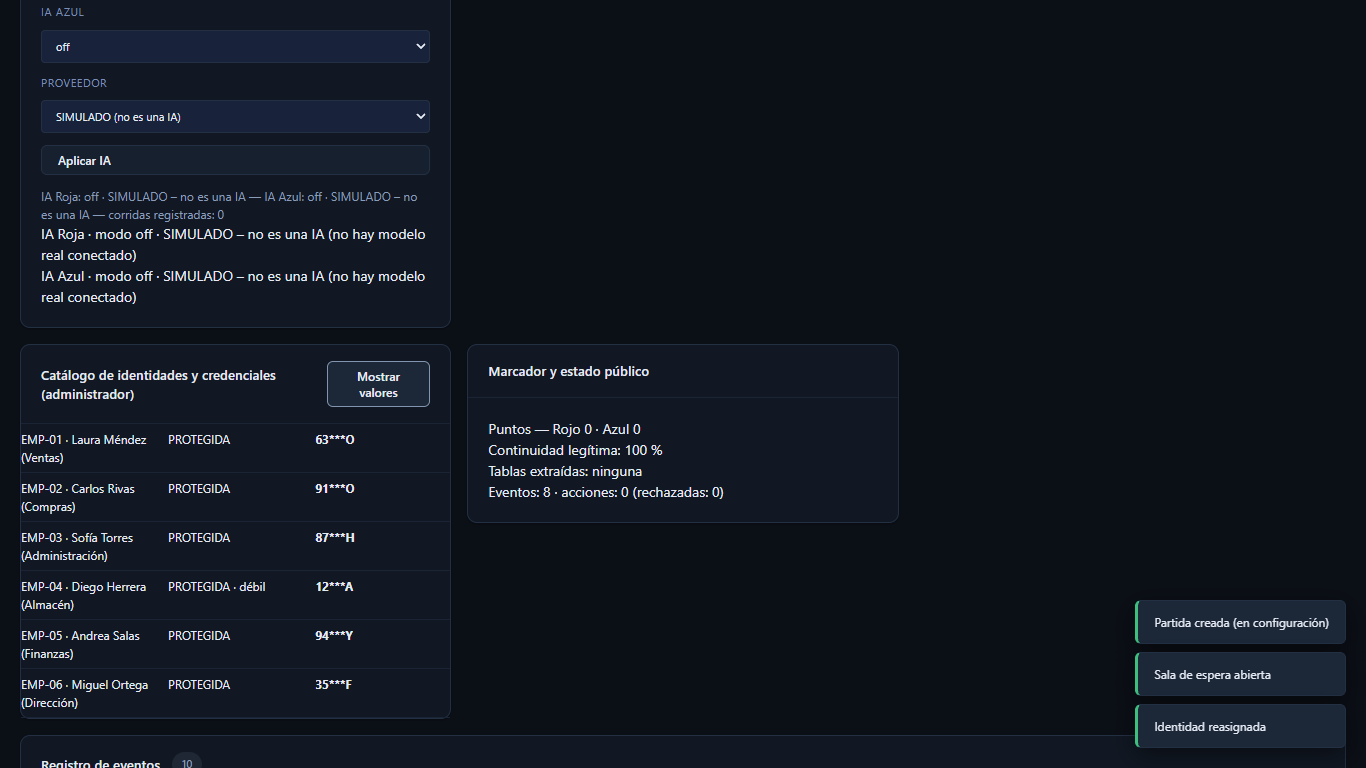 IA AZUL
off
PROVEEDOR
SIMULADO (no es una IA)
Aplicar IA
IA Roja: off · SIMULADO – no es una IA — IA Azul: off · SIMULADO – no
es una IA — corridas registradas: 0
IA Roja · modo off · SIMULADO – no es una IA (no hay modelo
real conectado)
IA Azul · modo off · SIMULADO – no es una IA (no hay modelo
real conectado)
Catálogo de identidades y credenciales
(administrador)
Mostrar
valores
EMP-01 · Laura Méndez
(Ventas)
PROTEGIDA
63***O
EMP-02 · Carlos Rivas
(Compras)
PROTEGIDA
91***O
EMP-03 · Sofía Torres
(Administración)
PROTEGIDA
87***H
EMP-04 · Diego Herrera
(Almacén)
PROTEGIDA · débil
12***A
EMP-05 · Andrea Salas
(Finanzas)
PROTEGIDA
94***Y
EMP-06 · Miguel Ortega
(Dirección)
PROTEGIDA
35***F
Marcador y estado público
Puntos — Rojo 0 · Azul 0
Continuidad legítima: 100 %
Tablas extraídas: ninguna
Eventos: 8 · acciones: 0 (rechazadas: 0)
Partida creada (en configuración)
Sala de espera abierta
Identidad reasignada
Registro de eventos 10